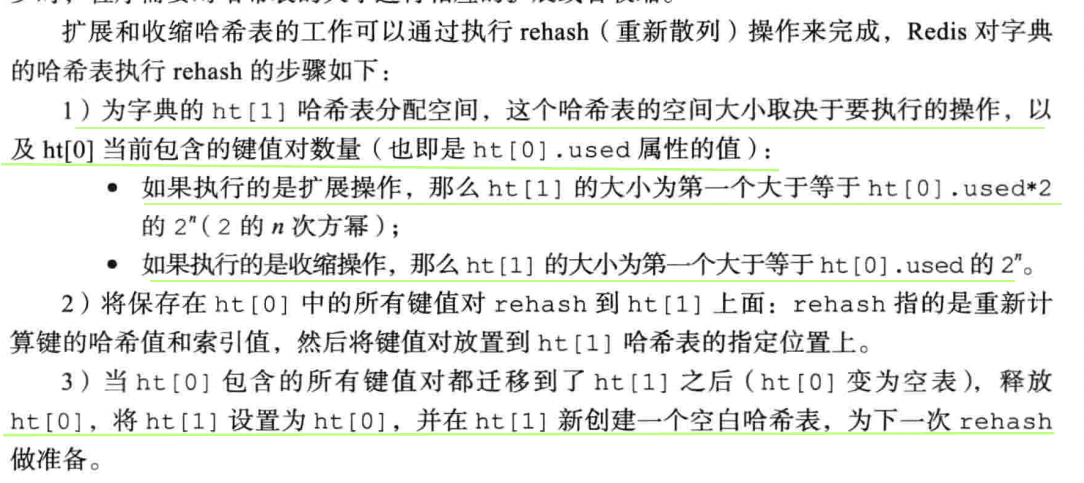 扩展和收缩哈希表的工作可以通过执行 rehash（重新散列）操作来完成，Redis 对字典
的哈希表执行 rehash 的步骤如下：
1）为字典的 ht[1] 哈希表分配空间，这个哈希表的空间大小取决于要执行的操作，以
及 ht[0] 当前包含的键值对数量（也即是 ht[0].used 属性的值）：
• 如果执行的是扩展操作，那么 ht[1] 的大小为第一个大于等于 ht[0].used*2
的 2ⁿ（2 的 n 次方幂）；
• 如果执行的是收缩操作，那么 ht[1] 的大小为第一个大于等于 ht[0].used 的 2ⁿ。
2）将保存在 ht[0] 中的所有键值对 rehash 到 ht[1] 上面：rehash 指的是重新计
算键的哈希值和索引值，然后将键值对放置到 ht[1] 哈希表的指定位置上。
3）当 ht[0] 包含的所有键值对都迁移到了 ht[1] 之后（ht[0] 变为空表），释放
ht[0]，将 ht[1] 设置为 ht[0]，并在 ht[1] 新创建一个空白哈希表，为下一次 rehash
做准备。